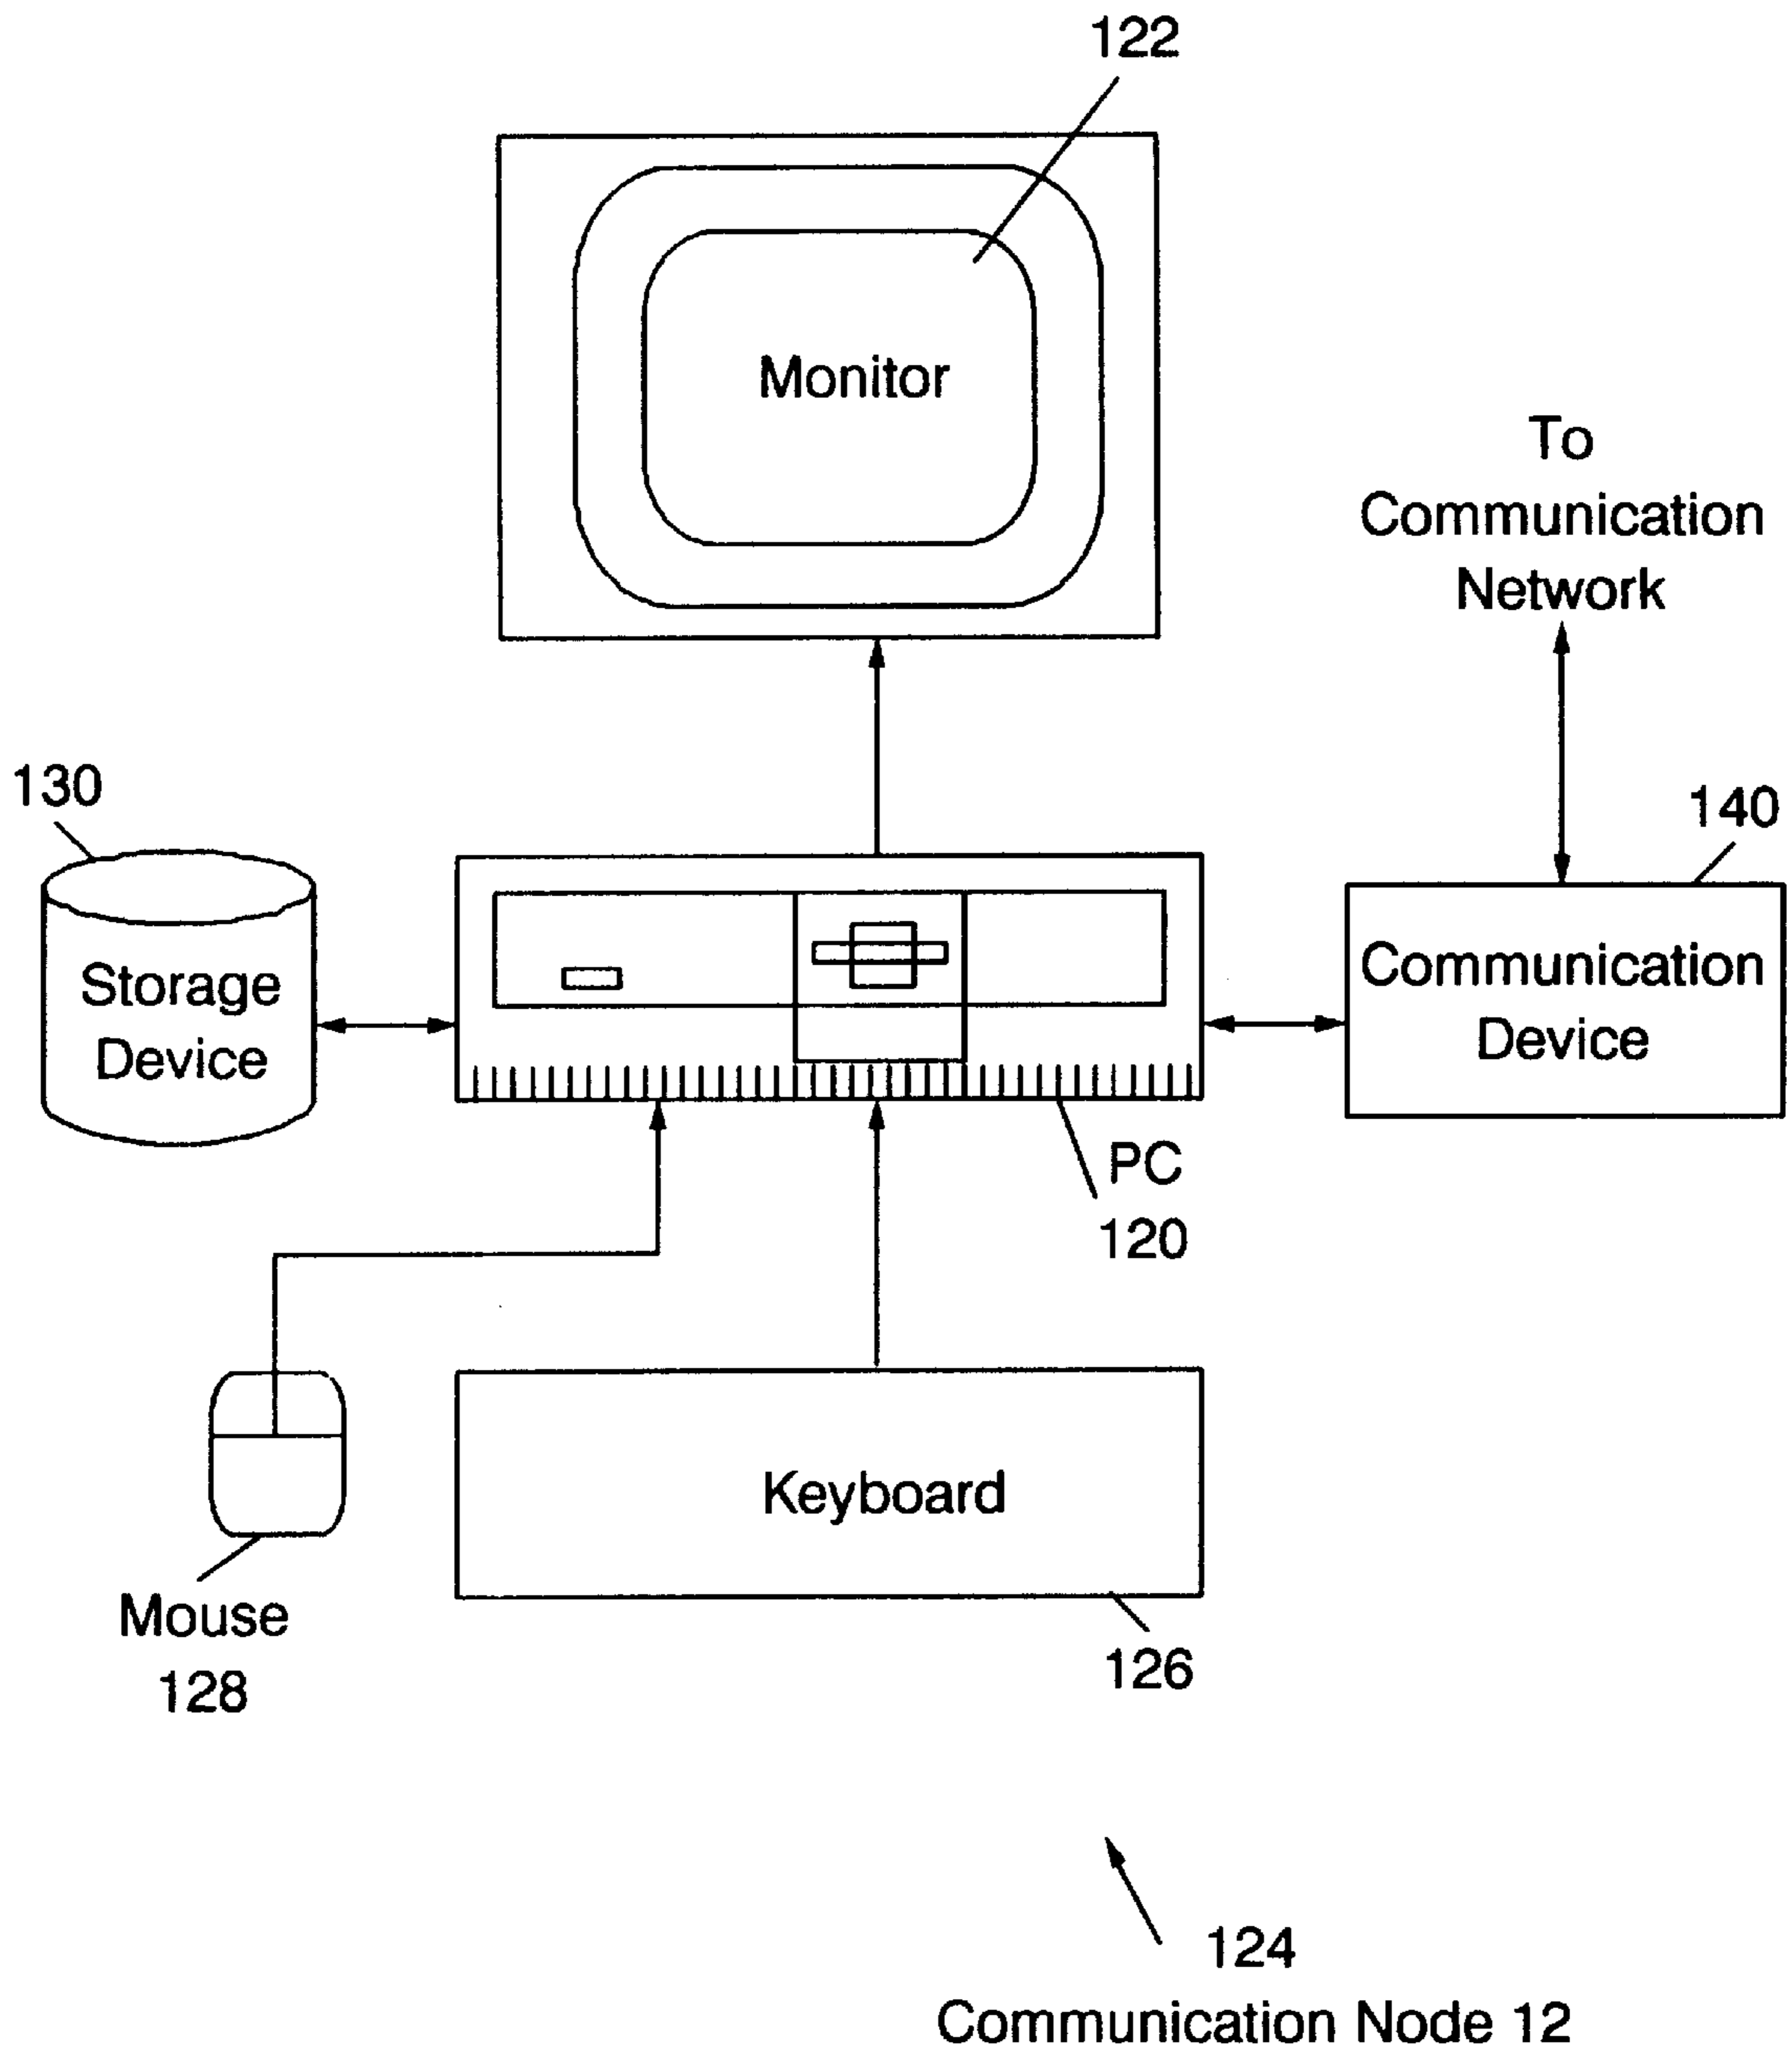 122
Monitor
To
Communication
Network
130
140
Storage
Device
Communication
Device
PC
120
Keyboard
Mouse
128
126
124
Communication Node 12